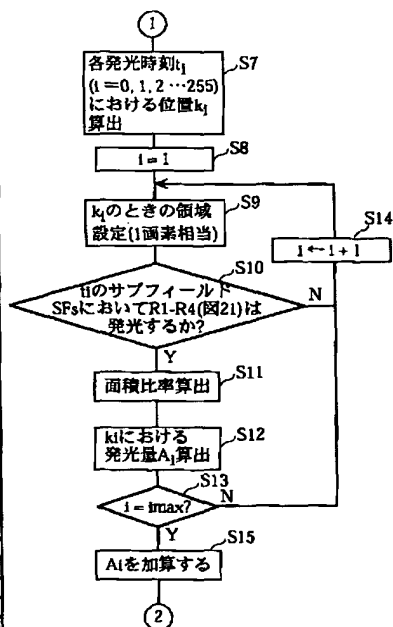 1
各発光時刻ti
(i=0,1,2…255)
における位置ki
算出
S7
i=1
S8
kiのときの領域
設定(1画素相当)
S9
S14
i←i+1
S10
tiのサブフィールド
SFsにおいてR1-R4(図21)は
発光するか?
N
Y
面積比率算出
S11
kiにおける
発光量Ai算出
S12
S13
i=imax?
N
Y
Aiを加算する
S15
2